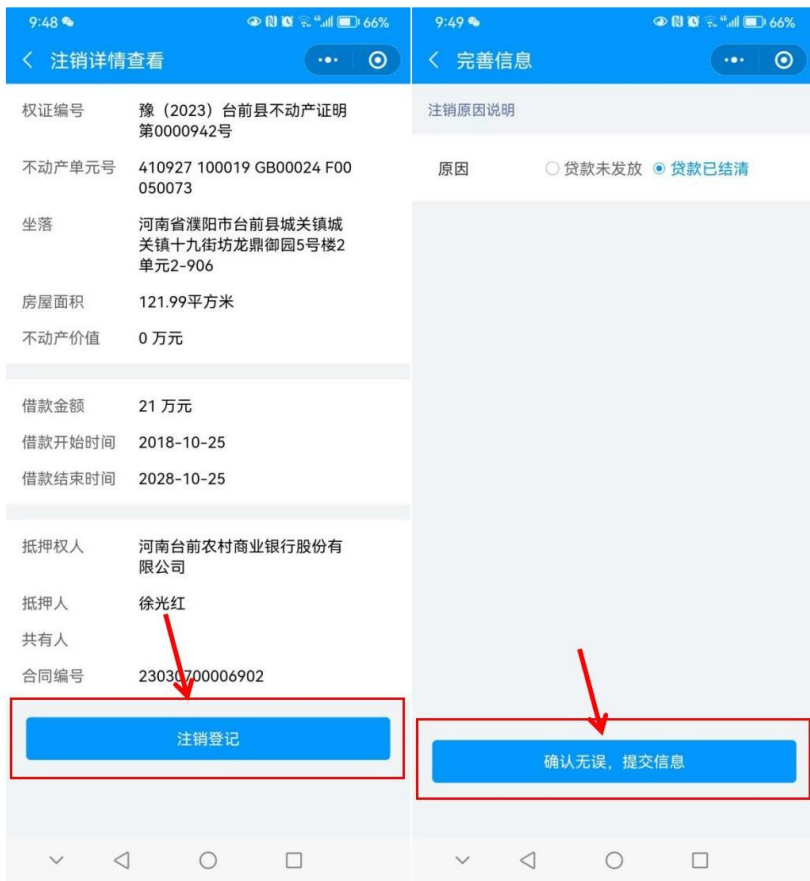 9:48 66%
注销详情查看
权证编号 豫（2023）台前县不动产证明
第0000942号
不动产单元号 410927 100019 GB00024 F00
050073
坐落 河南省濮阳市台前县城关镇城
关镇十九街坊龙鼎御园5号楼2
单元2-906
房屋面积 121.99平方米
不动产价值 0 万元
借款金额 21 万元
借款开始时间 2018-10-25
借款结束时间 2028-10-25
抵押权人 河南台前农村商业银行股份有
限公司
抵押人 徐光红
共有人
合同编号 23030700006902
注销登记
9:49 66%
完善信息
注销原因说明
原因 贷款未发放 贷款已结清
确认无误，提交信息